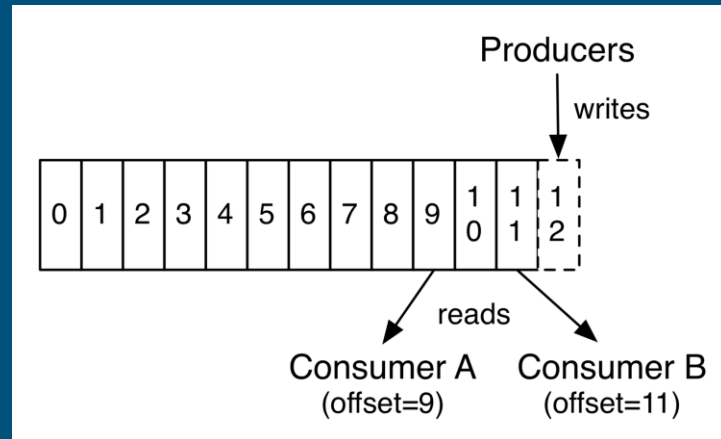 Producers
writes
0 1 2 3 4 5 6 7 8 9 10 11 12
reads
Consumer A Consumer B
(offset=9) (offset=11)